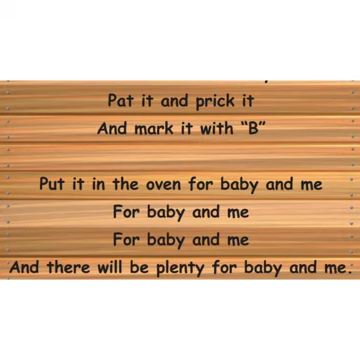 Pat it and prick it
And mark it with “B”
Put it in the oven for baby and me
For baby and me
For baby and me
And there will be plenty for baby and me.